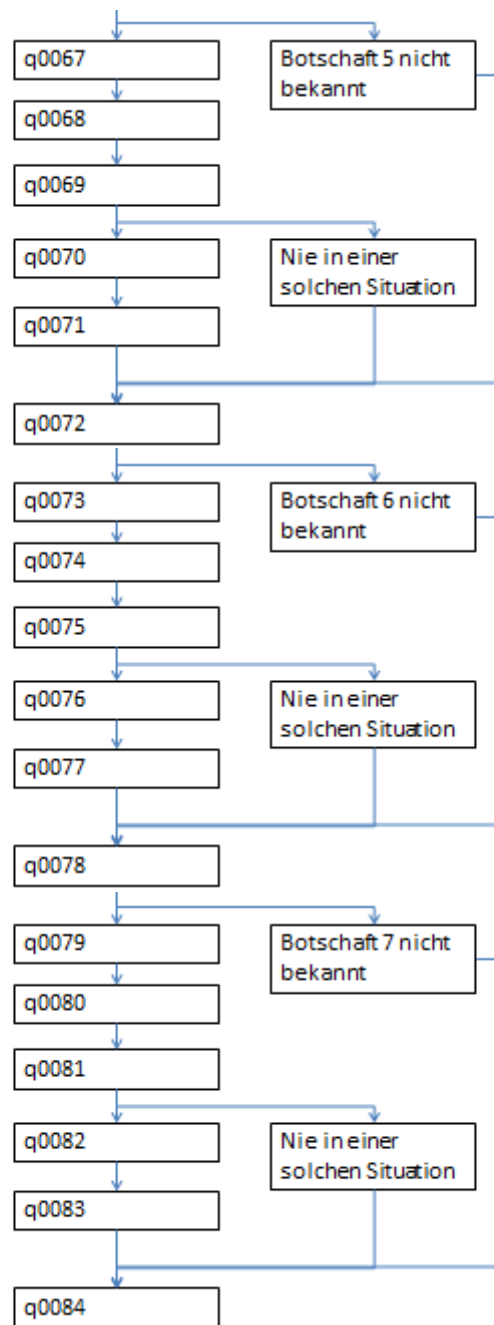 q0067
Botschaft 5 nicht
bekannt
q0068
q0069
q0070
Nie in einer
solchen Situation
q0071
q0072
q0073
Botschaft 6 nicht
bekannt
q0074
q0075
q0076
Nie in einer
solchen Situation
q0077
q0078
q0079
Botschaft 7 nicht
bekannt
q0080
q0081
q0082
Nie in einer
solchen Situation
q0083
q0084